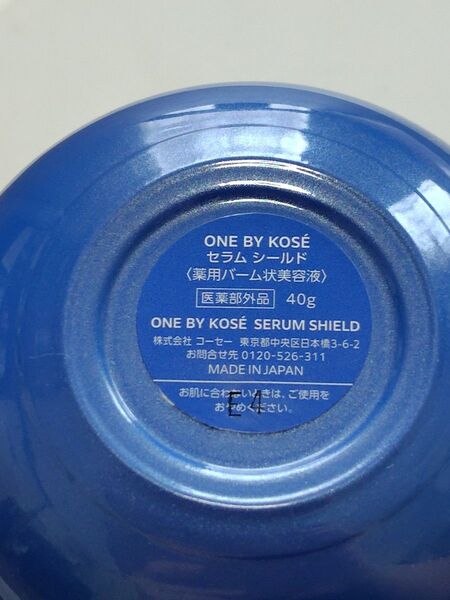 ONE BY KOSÉ
セラム シールド
〈薬用バーム状美容液〉
医薬部外品 40g
ONE BY KOSÉ SERUM SHIELD
株式会社 コーセー 東京都中央区日本橋3-6-2
お問合せ先 0120-526-311
MADE IN JAPAN
お肌に合わないときは、ご使用を
おやめください。
E4